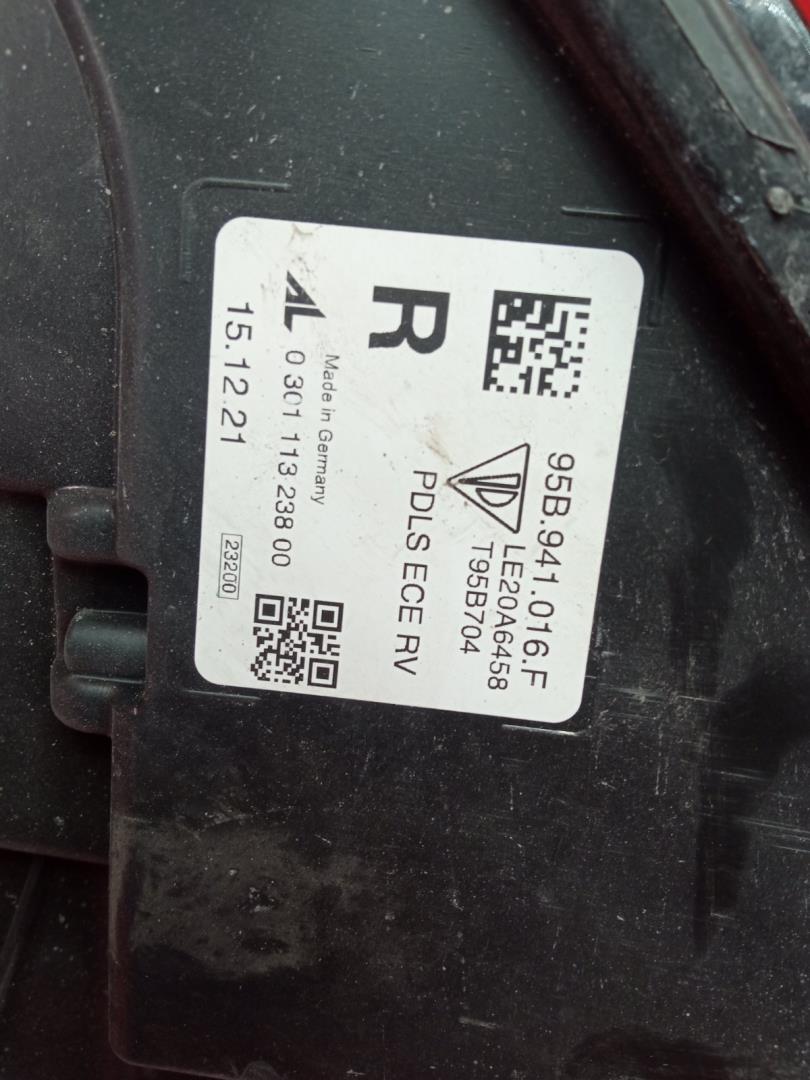 95B.941.016.F
LE20A6458
T95B704
R
PDLS ECE RV
Made in Germany
AL 0 301 113 238 00
15.12.21
23200